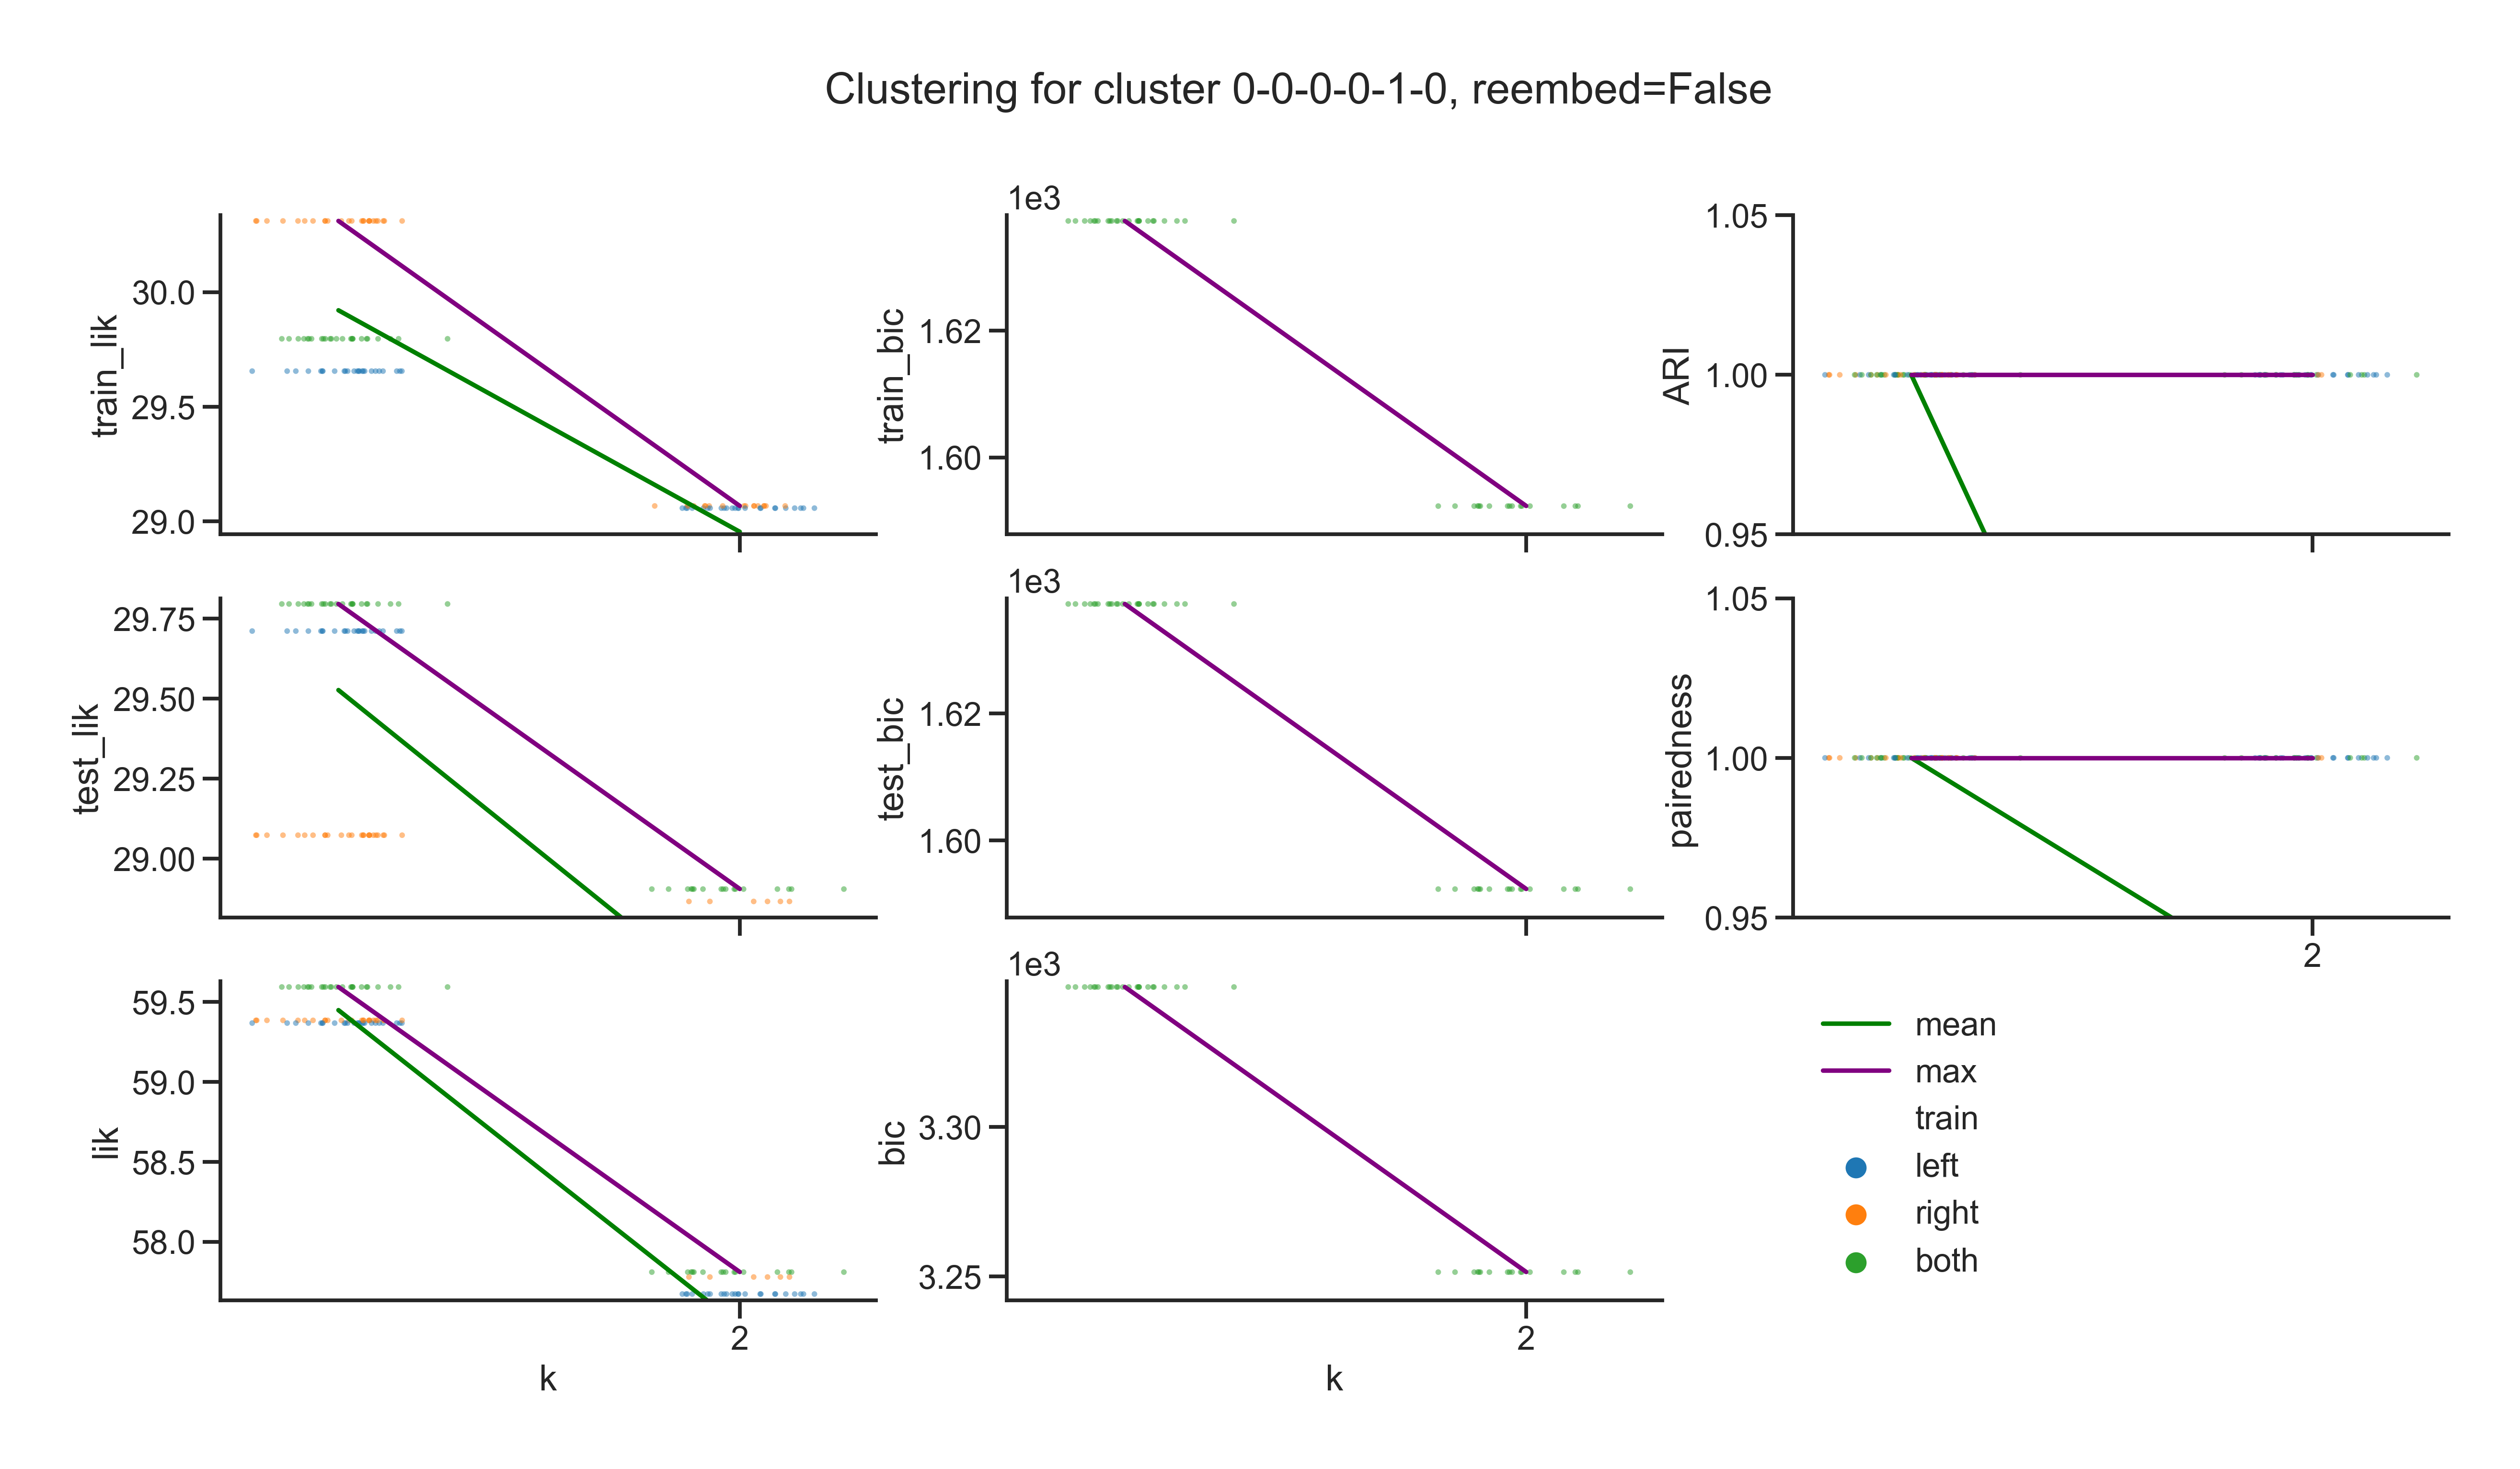 Clustering for cluster 0-0-0-0-1-0, reembed=False
train_lik
30.0
29.5
29.0
1e3
train_bic
1.62
1.60
ARI
1.05
1.00
0.95
test_lik
29.75
29.50
29.25
29.00
1e3
test_bic
1.62
1.60
pairedness
1.05
1.00
0.95
2
lik
59.5
59.0
58.5
58.0
2
k
1e3
bic
3.30
3.25
2
k
mean
max
train
left
right
both